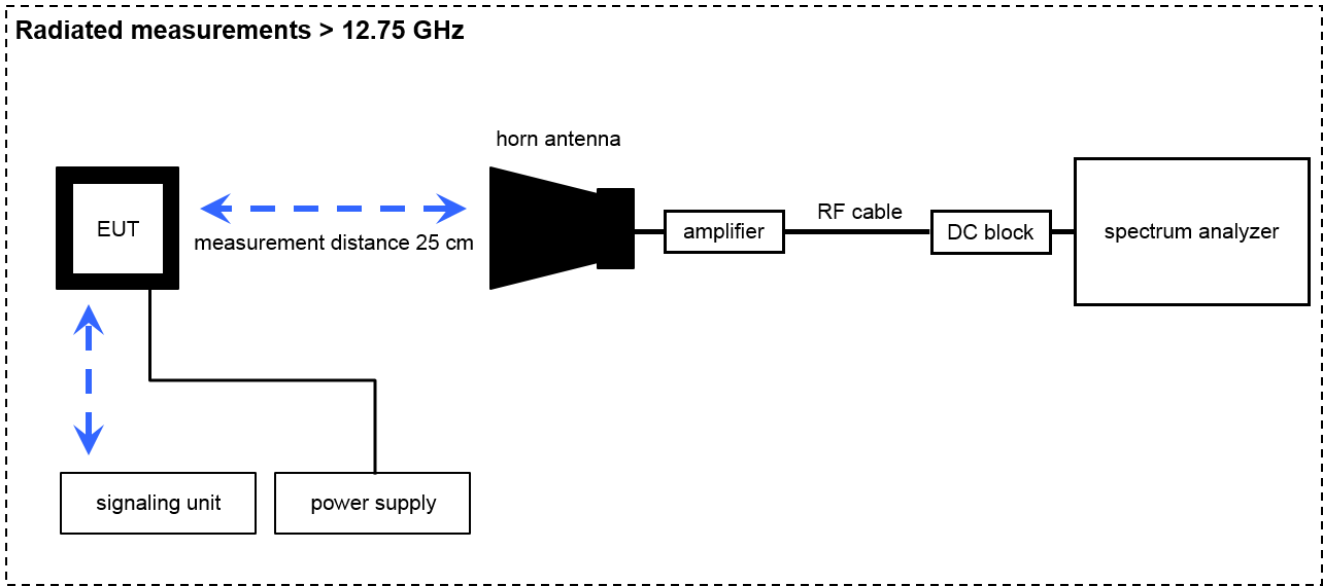 Radiated measurements > 12.75 GHz
horn antenna
EUT
measurement distance 25 cm
amplifier
RF cable
DC block
spectrum analyzer
signaling unit
power supply